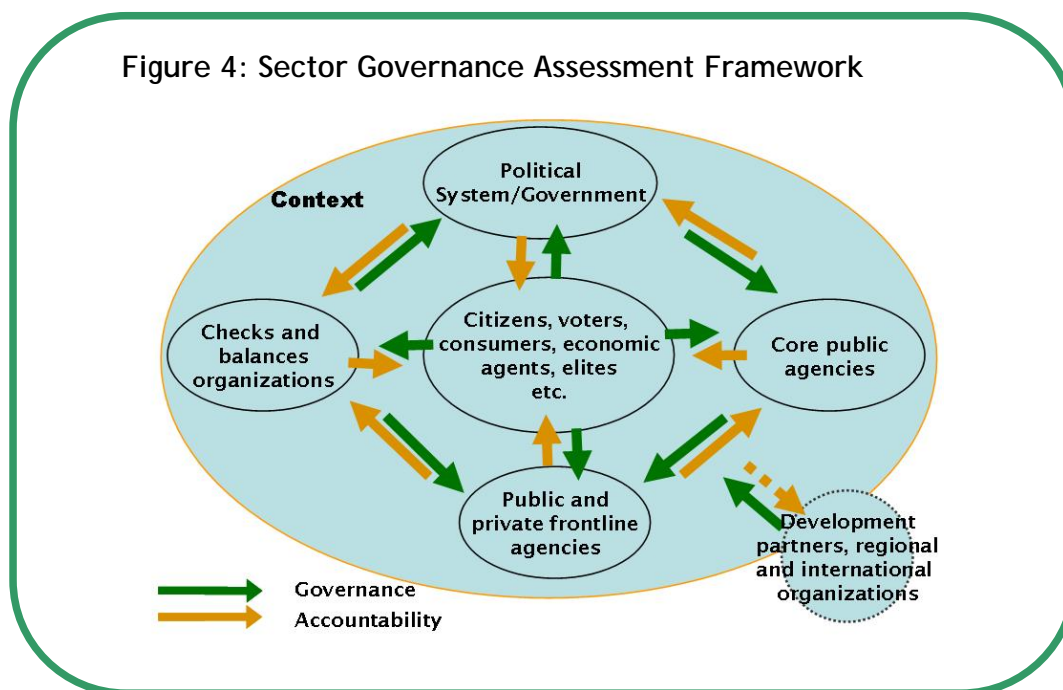 Figure 4: Sector Governance Assessment Framework
Political
System/Government
Context
Checks and
balances
organizations
Citizens, voters,
consumers, economic
agents, elites
etc.
Core public
agencies
Public and
private frontline
agencies
Development
partners, regional
and international
organizations
Governance
Accountability